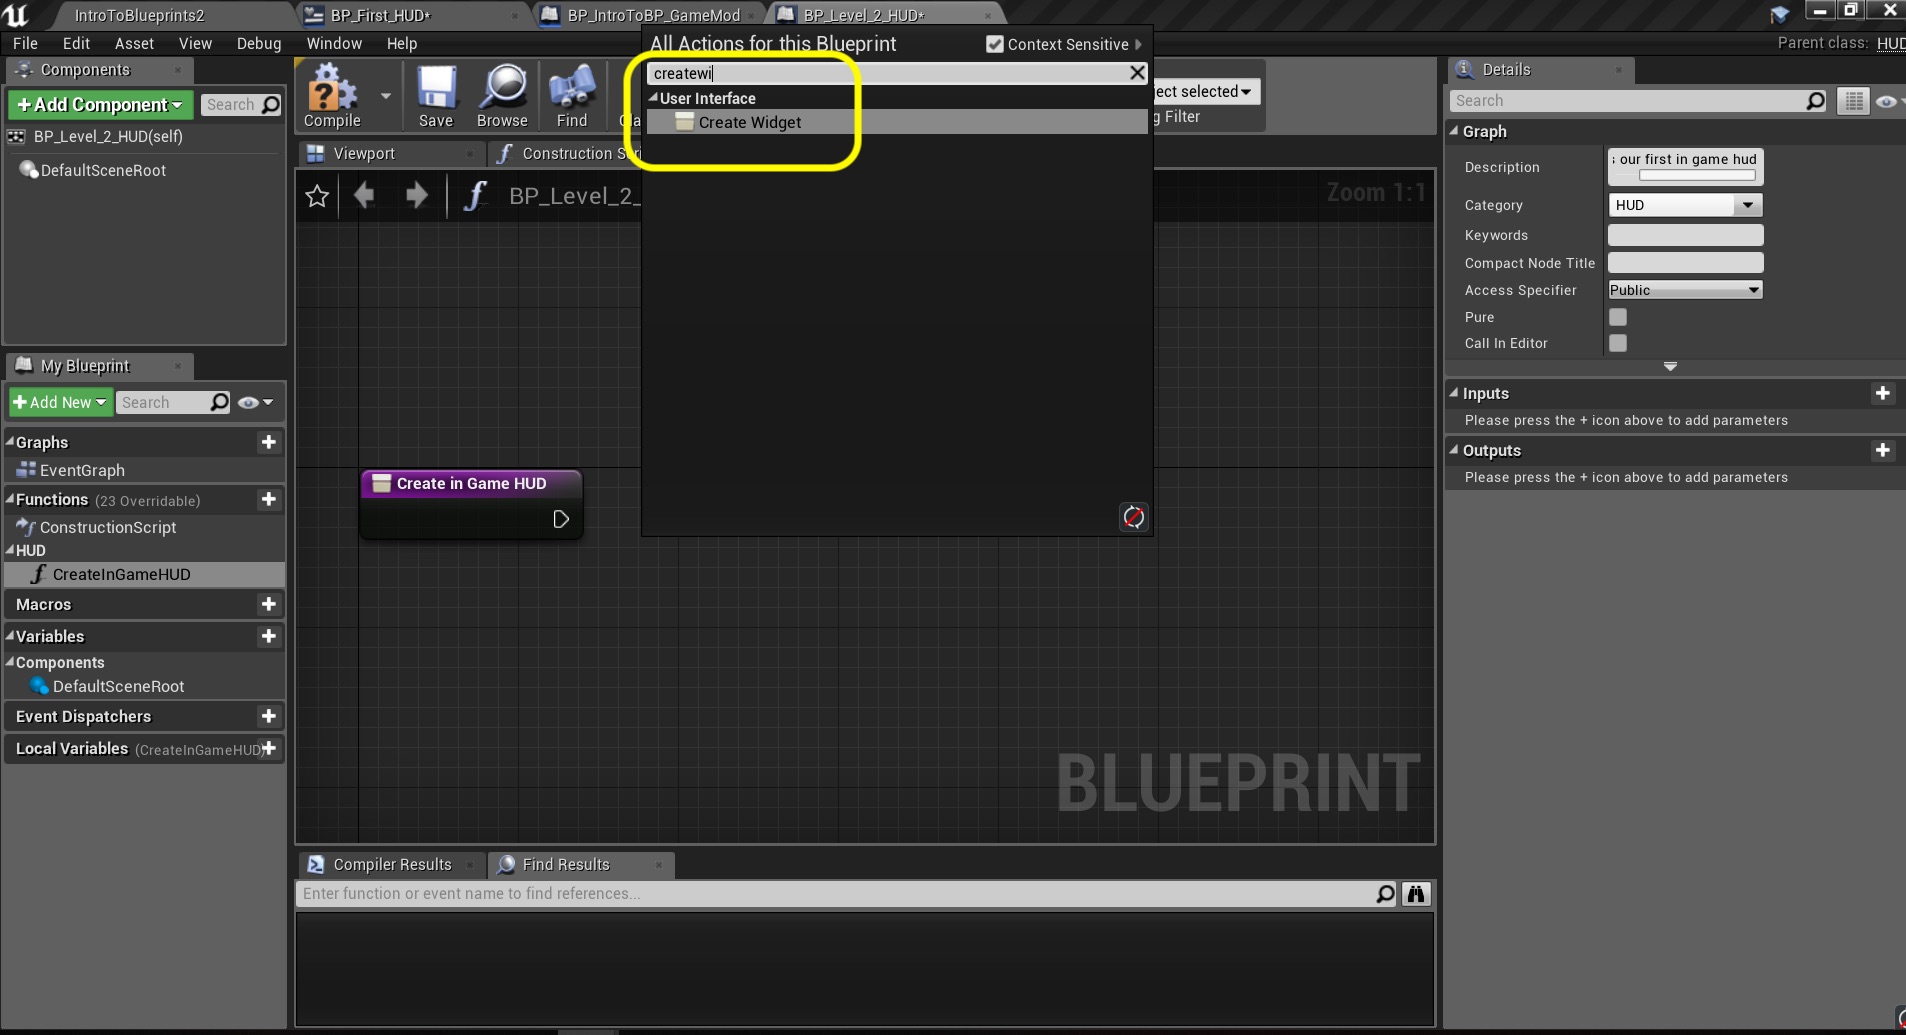 IntroToBlueprints2
BP_First_HUD*
BP_IntroToBP_GameMod
BP_Level_2_HUD*
File Edit Asset View Debug Window Help
Parent class: HUD
Components
+Add Component
Search
BP_Level_2_HUD(self)
DefaultSceneRoot
Compile
Save
Browse
Find
ect selected
g Filter
All Actions for this Blueprint
Context Sensitive
createwi
User Interface
Create Widget
Viewport
Construction Scri
BP_Level_2_
Zoom 1:1
Create in Game HUD
BLUEPRINT
My Blueprint
+Add New
Search
Graphs
EventGraph
Functions (23 Overridable)
ConstructionScript
HUD
CreateInGameHUD
Macros
Variables
Components
DefaultSceneRoot
Event Dispatchers
Local Variables (CreateInGameHUD)
Compiler Results
Find Results
Enter function or event name to find references...
Details
Search
Graph
Description
s our first in game hud
Category
HUD
Keywords
Compact Node Title
Access Specifier
Public
Pure
Call In Editor
Inputs
Please press the + icon above to add parameters
Outputs
Please press the + icon above to add parameters